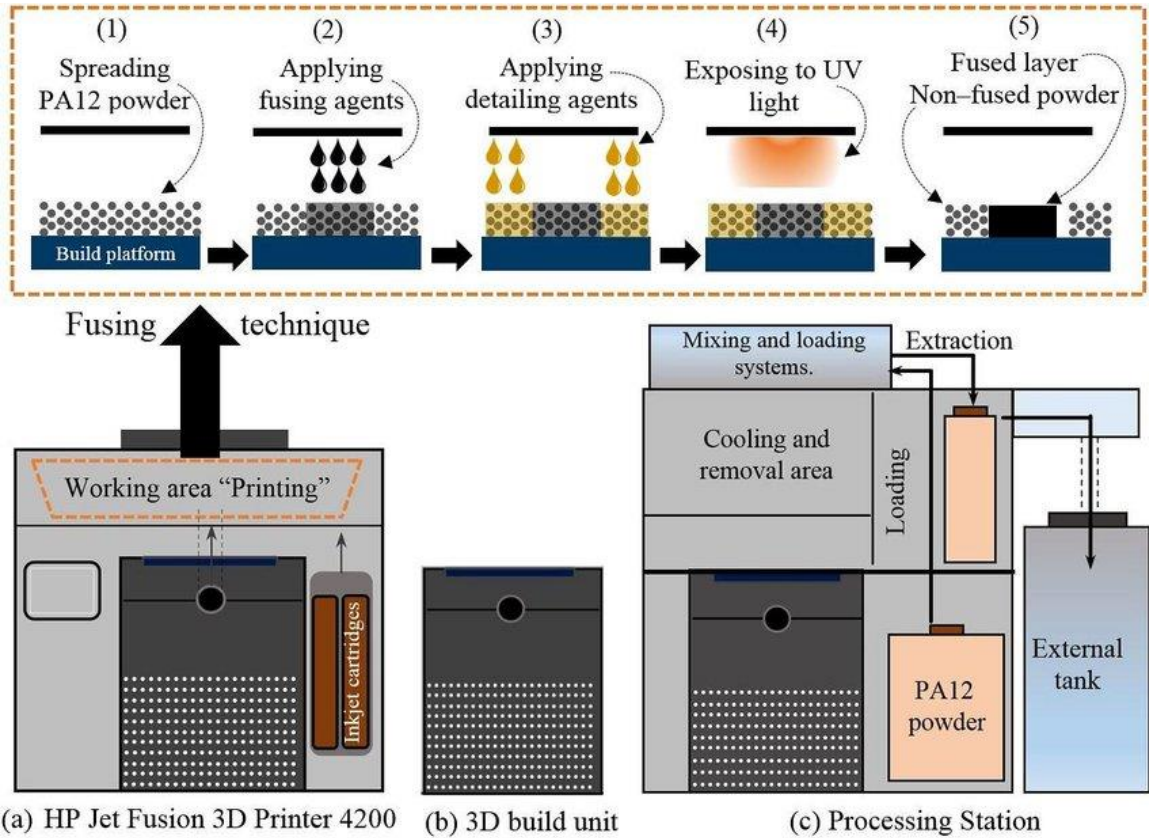 (1)
Spreading
PA12 powder
(2)
Applying
fusing agents
(3)
Applying
detailing agents
(4)
Exposing to UV
light
(5)
Fused layer
Non–fused powder
Build platform
Fusing technique
Working area “Printing”
Inkjet cartridges
Mixing and loading
systems.
Extraction
Cooling and
removal area
Loading
PA12
powder
External
tank
(a) HP Jet Fusion 3D Printer 4200
(b) 3D build unit
(c) Processing Station